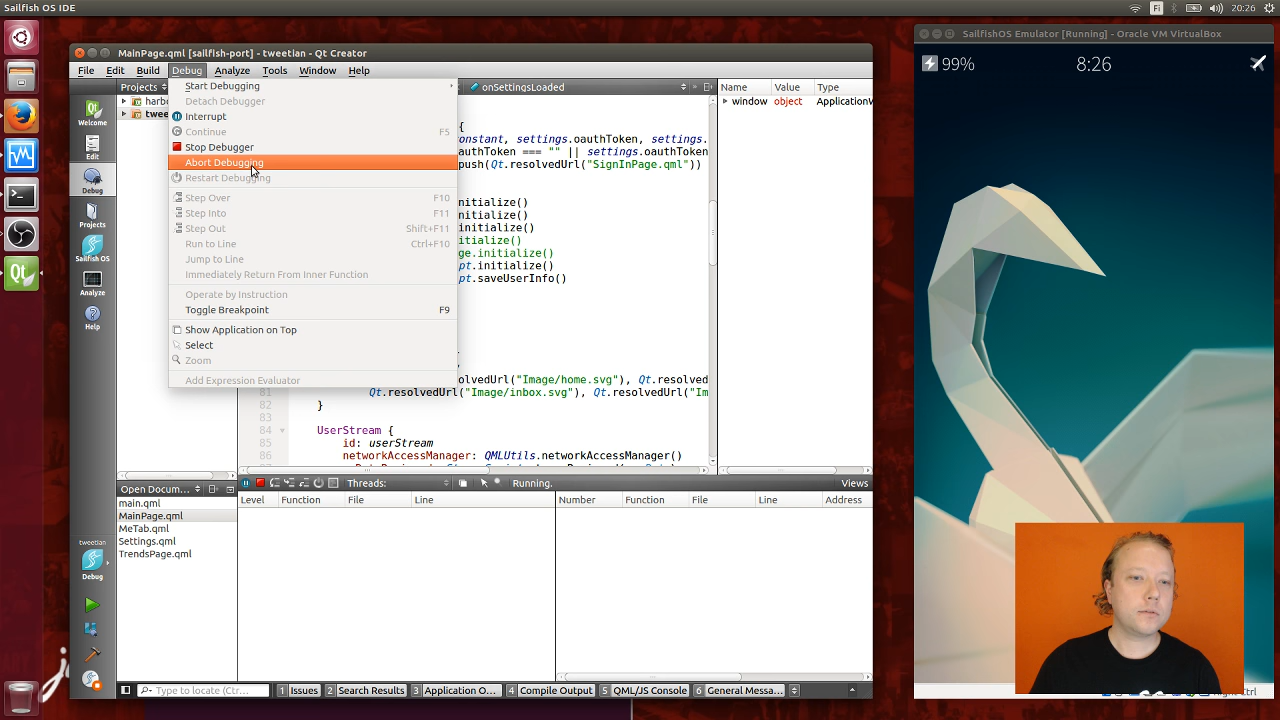 Sailfish OS IDE
Fi
20:26
MainPage.qml [sailfish-port] - tweetian - Qt Creator
File Edit Build Debug Analyze Tools Window Help
Projects
Start Debugging
Detach Debugger
Interrupt
Continue F5
Stop Debugger
Abort Debugging
Restart Debugging
Step Over F10
Step Into F11
Step Out Shift+F11
Run to Line Ctrl+F10
Jump to Line
Immediately Return From Inner Function
Operate by Instruction
Toggle Breakpoint F9
Show Application on Top
Select
Zoom
Add Expression Evaluator
Welcome
Edit
Debug
Projects
Sailfish OS
Analyze
Help
tweetian
Debug
onSettingsLoaded
{
onstant, settings.oauthToken, settings.
oauthToken === "" || settings.oauthToken
push(Qt.resolvedUrl("SignInPage.qml"))
nitialize()
nitialize()
nitialize()
itialize()
ge.initialize()
pt.initialize()
pt.saveUserInfo()
solvedUrl("Image/home.svg"), Qt.resolved
81 Qt.resolvedUrl("Image/inbox.svg"), Qt.resolvedUrl("Im
82 }
83
84 UserStream {
85 id: userStream
86 networkAccessManager: QMLUtils.networkAccessManager()
Name Value Type
window object ApplicationW
Open Docum...
main.qml
MainPage.qml
MeTab.qml
Settings.qml
TrendsPage.qml
Threads:
Running.
Views
Level Function File Line
Number Function File Line Address
Type to locate (Ctr...
1 Issues
2 Search Results
3 Application O...
4 Compile Output
5 QML/JS Console
6 General Messa...
SailfishOS Emulator [Running] - Oracle VM VirtualBox
99%
8:26
Right Ctrl